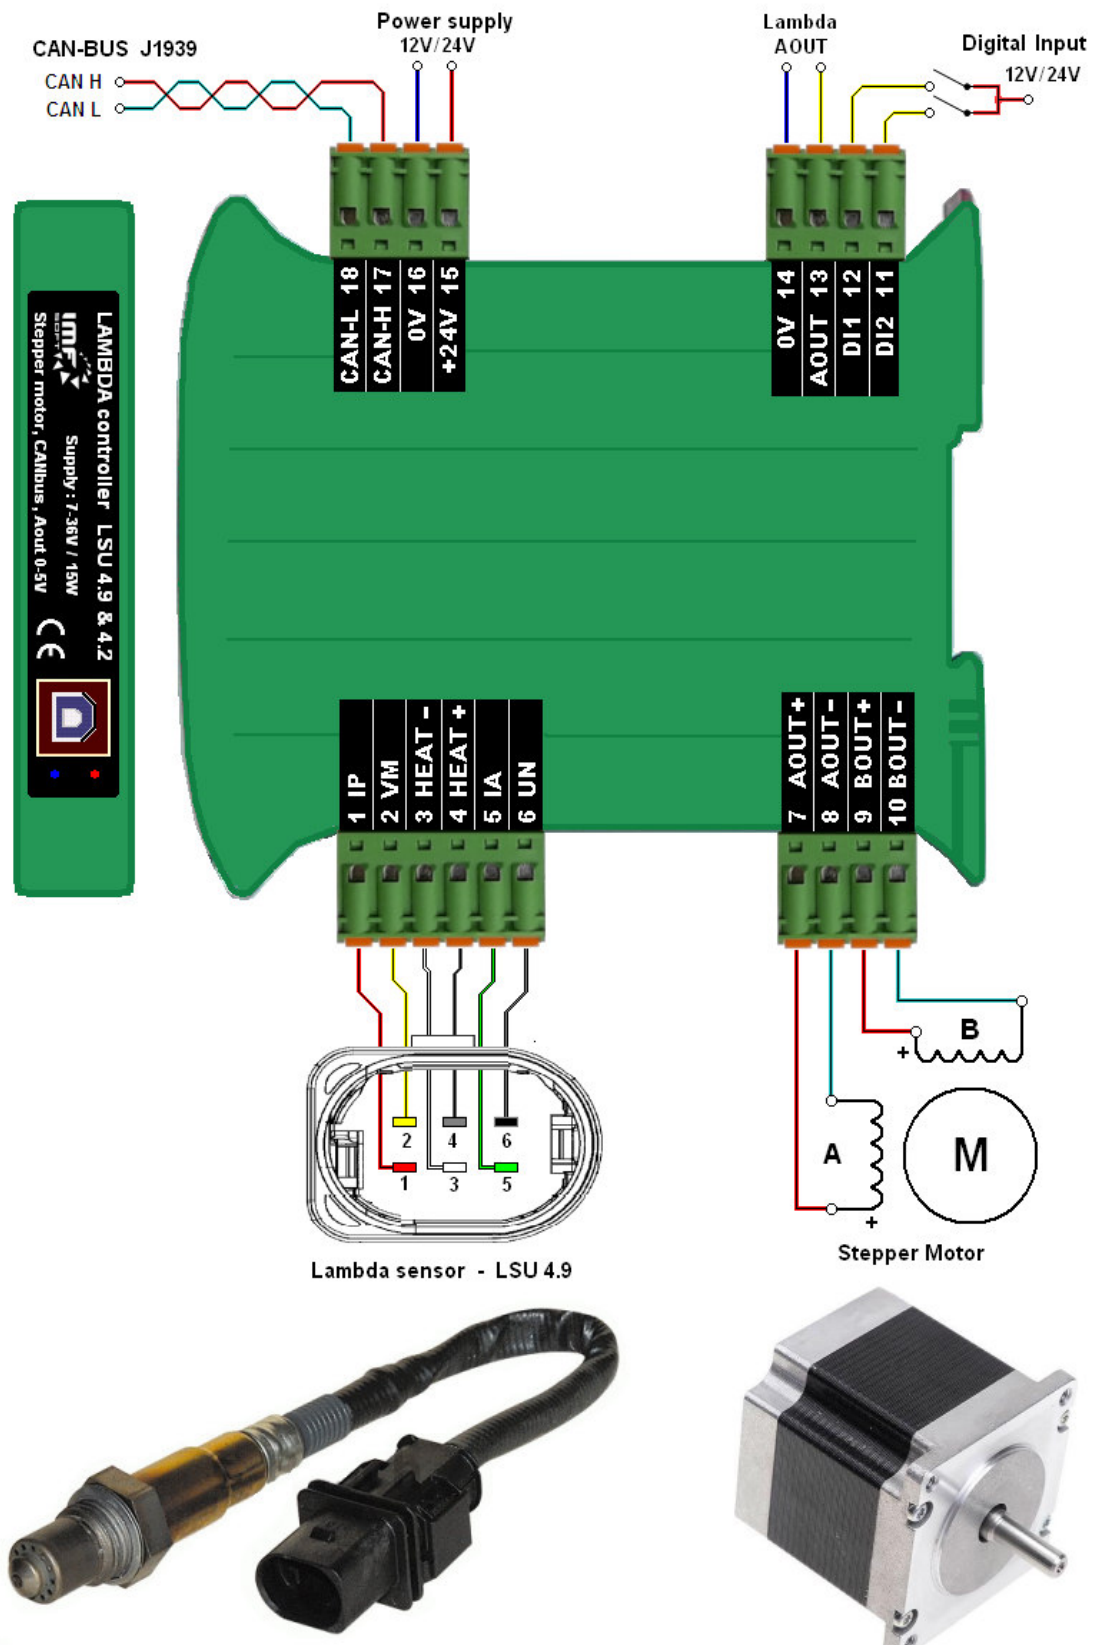 Power supply
12V/24V
Lambda
AOUT
CAN-BUS J1939
Digital Input
12V/24V
CAN H
CAN L
CAN-L 18
CAN-H 17
0V 16
+24V 15
0V 14
AOUT 13
DI1 12
DI2 11
LAMBDA controller LSU 4.9 & 4.2
IMF
SOFT
Supply : 7-36V / 15W
Stepper motor, CANbus, Aout 0-5V
CE
1 IP
2 VM
3 HEAT -
4 HEAT +
5 IA
6 UN
7 AOUT+
8 AOUT-
9 BOUT+
10 BOUT-
2
4
6
1
3
5
B
+
A
+
M
Lambda sensor - LSU 4.9
Stepper Motor